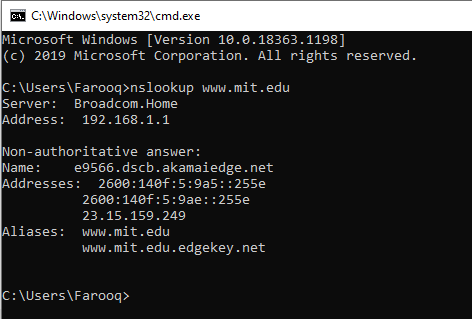 C:\Windows\system32\cmd.exe
Microsoft Windows [Version 10.0.18363.1198]
(c) 2019 Microsoft Corporation. All rights reserved.
C:\Users\Farooq>nslookup www.mit.edu
Server:  Broadcom.Home
Address:  192.168.1.1
Non-authoritative answer:
Name:    e9566.dscb.akamaiedge.net
Addresses:  2600:140f:5:9a5::255e
2600:140f:5:9ae::255e
23.15.159.249
Aliases:  www.mit.edu
www.mit.edu.edgekey.net
C:\Users\Farooq>